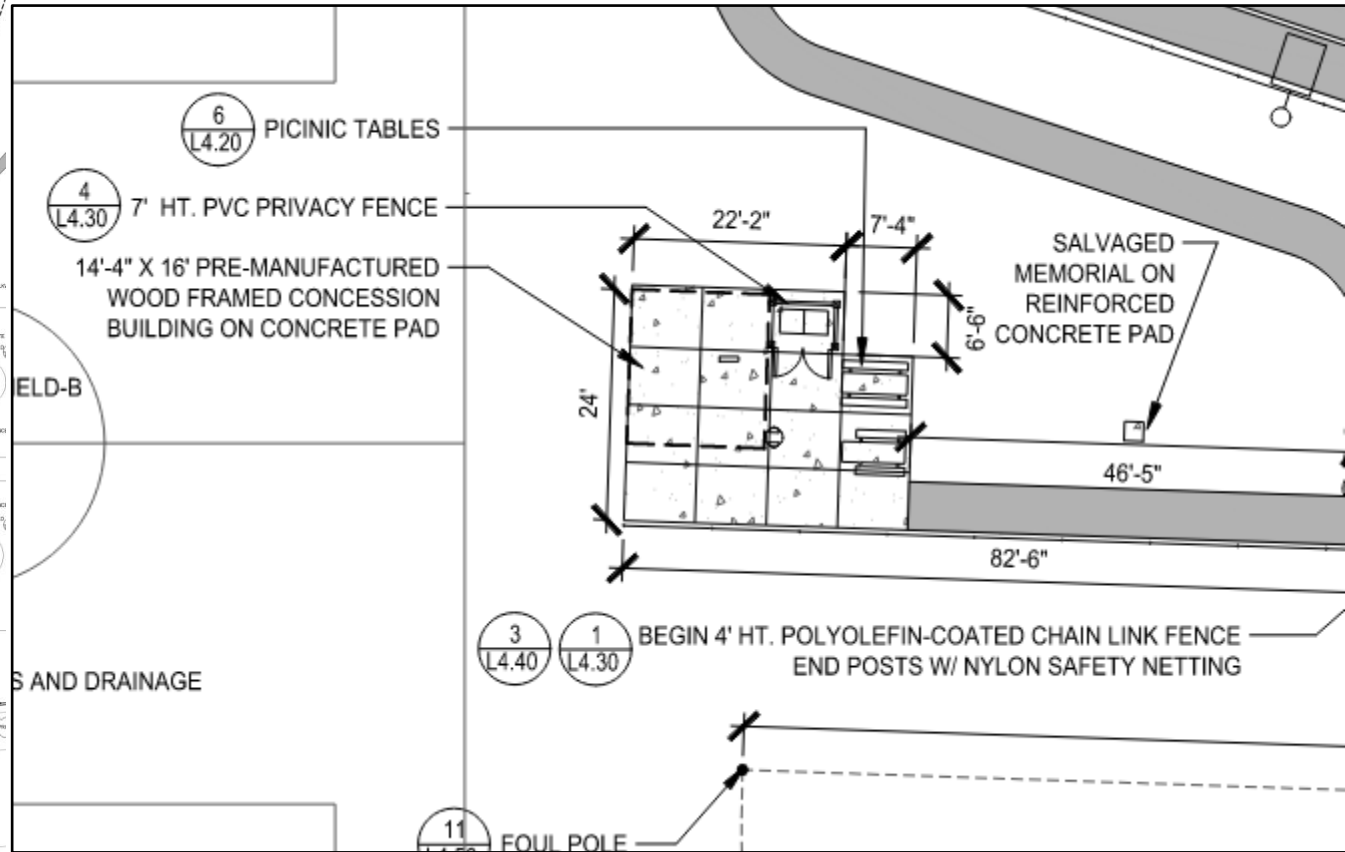 6
L4.20
PICINIC TABLES
4
L4.30
7' HT. PVC PRIVACY FENCE
14'-4" X 16' PRE-MANUFACTURED
WOOD FRAMED CONCESSION
BUILDING ON CONCRETE PAD
22'-2"
7'-4"
6'-6"
SALVAGED
MEMORIAL ON
REINFORCED
CONCRETE PAD
24'
IELD-B
46'-5"
82'-6"
3
L4.40
1
L4.30
BEGIN 4' HT. POLYOLEFIN-COATED CHAIN LINK FENCE
END POSTS W/ NYLON SAFETY NETTING
S AND DRAINAGE
11
FOUL POLE